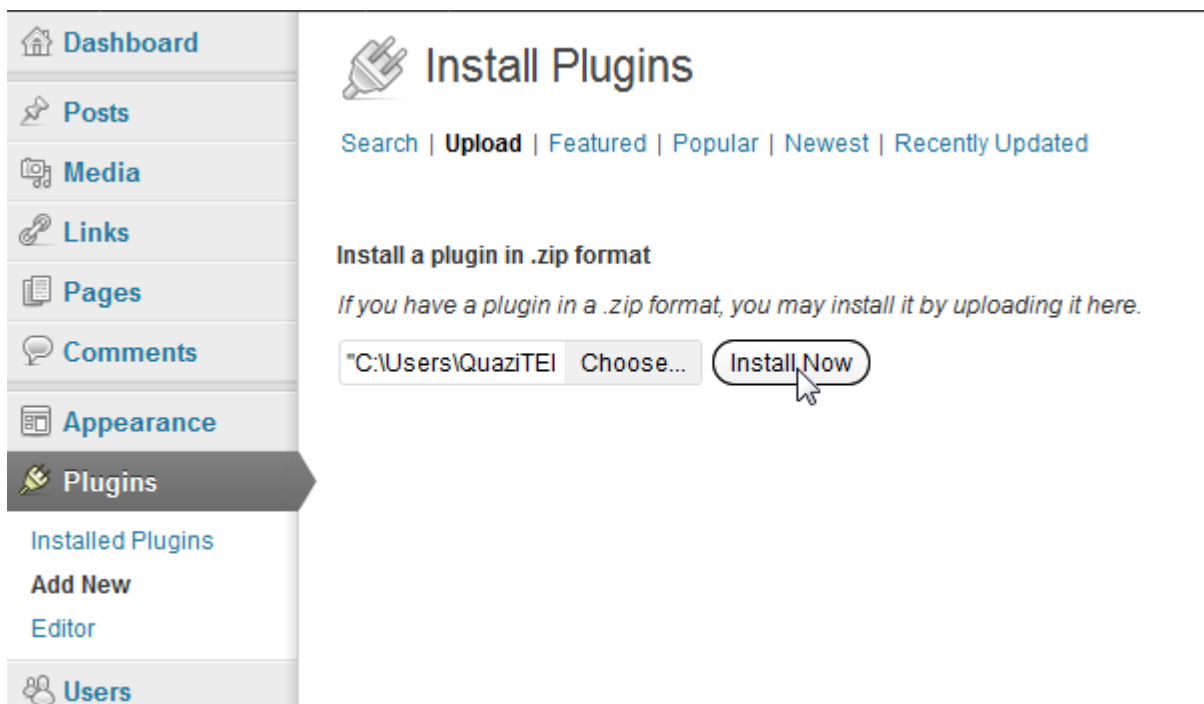 Dashboard
Posts
Media
Links
Pages
Comments
Appearance
Plugins
Installed Plugins
Add New
Editor
Users
Install Plugins
Search | Upload | Featured | Popular | Newest | Recently Updated
Install a plugin in .zip format
If you have a plugin in a .zip format, you may install it by uploading it here.
"C:\Users\QuaziTEI Choose... Install Now